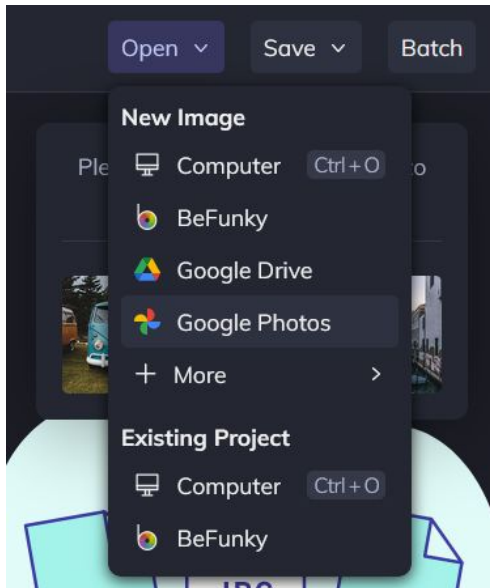 Open
Save
Batch
New Image
Ple
Computer Ctrl+O
to
BeFunky
Google Drive
Google Photos
More
Existing Project
Computer Ctrl+O
BeFunky